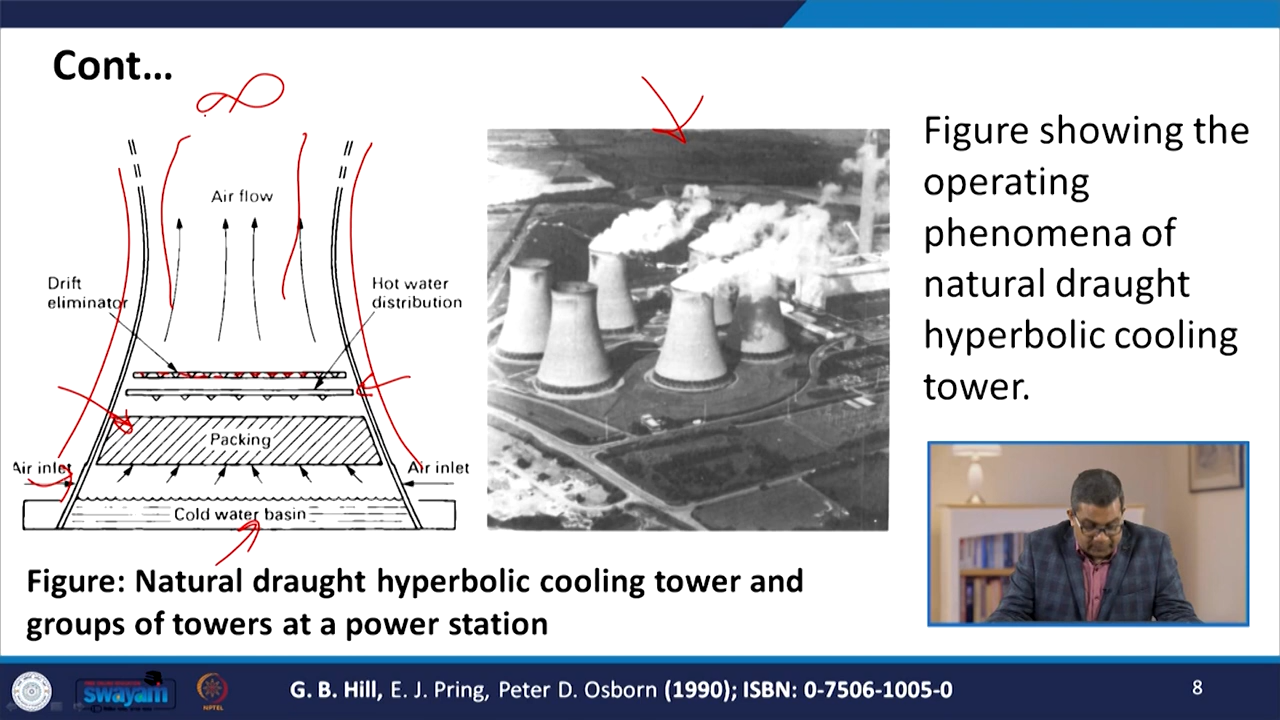 Cont...
Air flow
Drift
eliminator
Hot water
distribution
Packing
Air inlet
Air inlet
Cold water basin
Figure: Natural draught hyperbolic cooling tower and
groups of towers at a power station
Figure showing the
operating
phenomena of
natural draught
hyperbolic cooling
tower.
swayam
NPTEL
G. B. Hill, E. J. Pring, Peter D. Osborn (1990); ISBN: 0-7506-1005-0
8